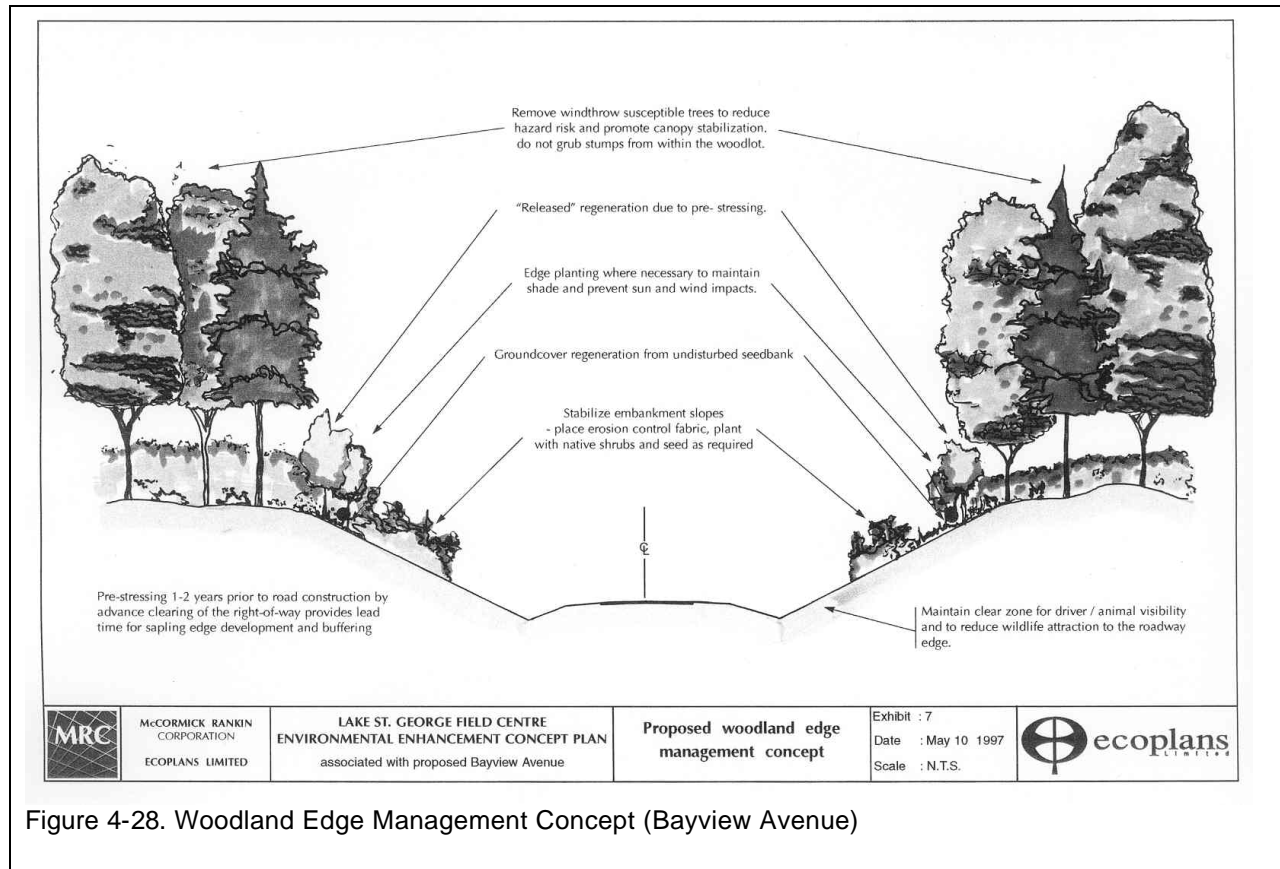 Remove windthrow susceptible trees to reduce
hazard risk and promote canopy stabilization.
do not grub stumps from within the woodlot.
"Released" regeneration due to pre- stressing.
Edge planting where necessary to maintain
shade and prevent sun and wind impacts.
Groundcover regeneration from undisturbed seedbank
Stabilize embankment slopes
- place erosion control fabric, plant
with native shrubs and seed as required
℄
Pre-stressing 1-2 years prior to road construction by
advance clearing of the right-of-way provides lead
time for sapling edge development and buffering
Maintain clear zone for driver / animal visibility
and to reduce wildlife attraction to the roadway
edge.
MRC
McCORMICK RANKIN
CORPORATION
ECOPLANS LIMITED
LAKE ST. GEORGE FIELD CENTRE
ENVIRONMENTAL ENHANCEMENT CONCEPT PLAN
associated with proposed Bayview Avenue
Proposed woodland edge
management concept
Exhibit : 7
Date : May 10 1997
Scale : N.T.S.
ecoplans
Limited
Figure 4-28. Woodland Edge Management Concept (Bayview Avenue)